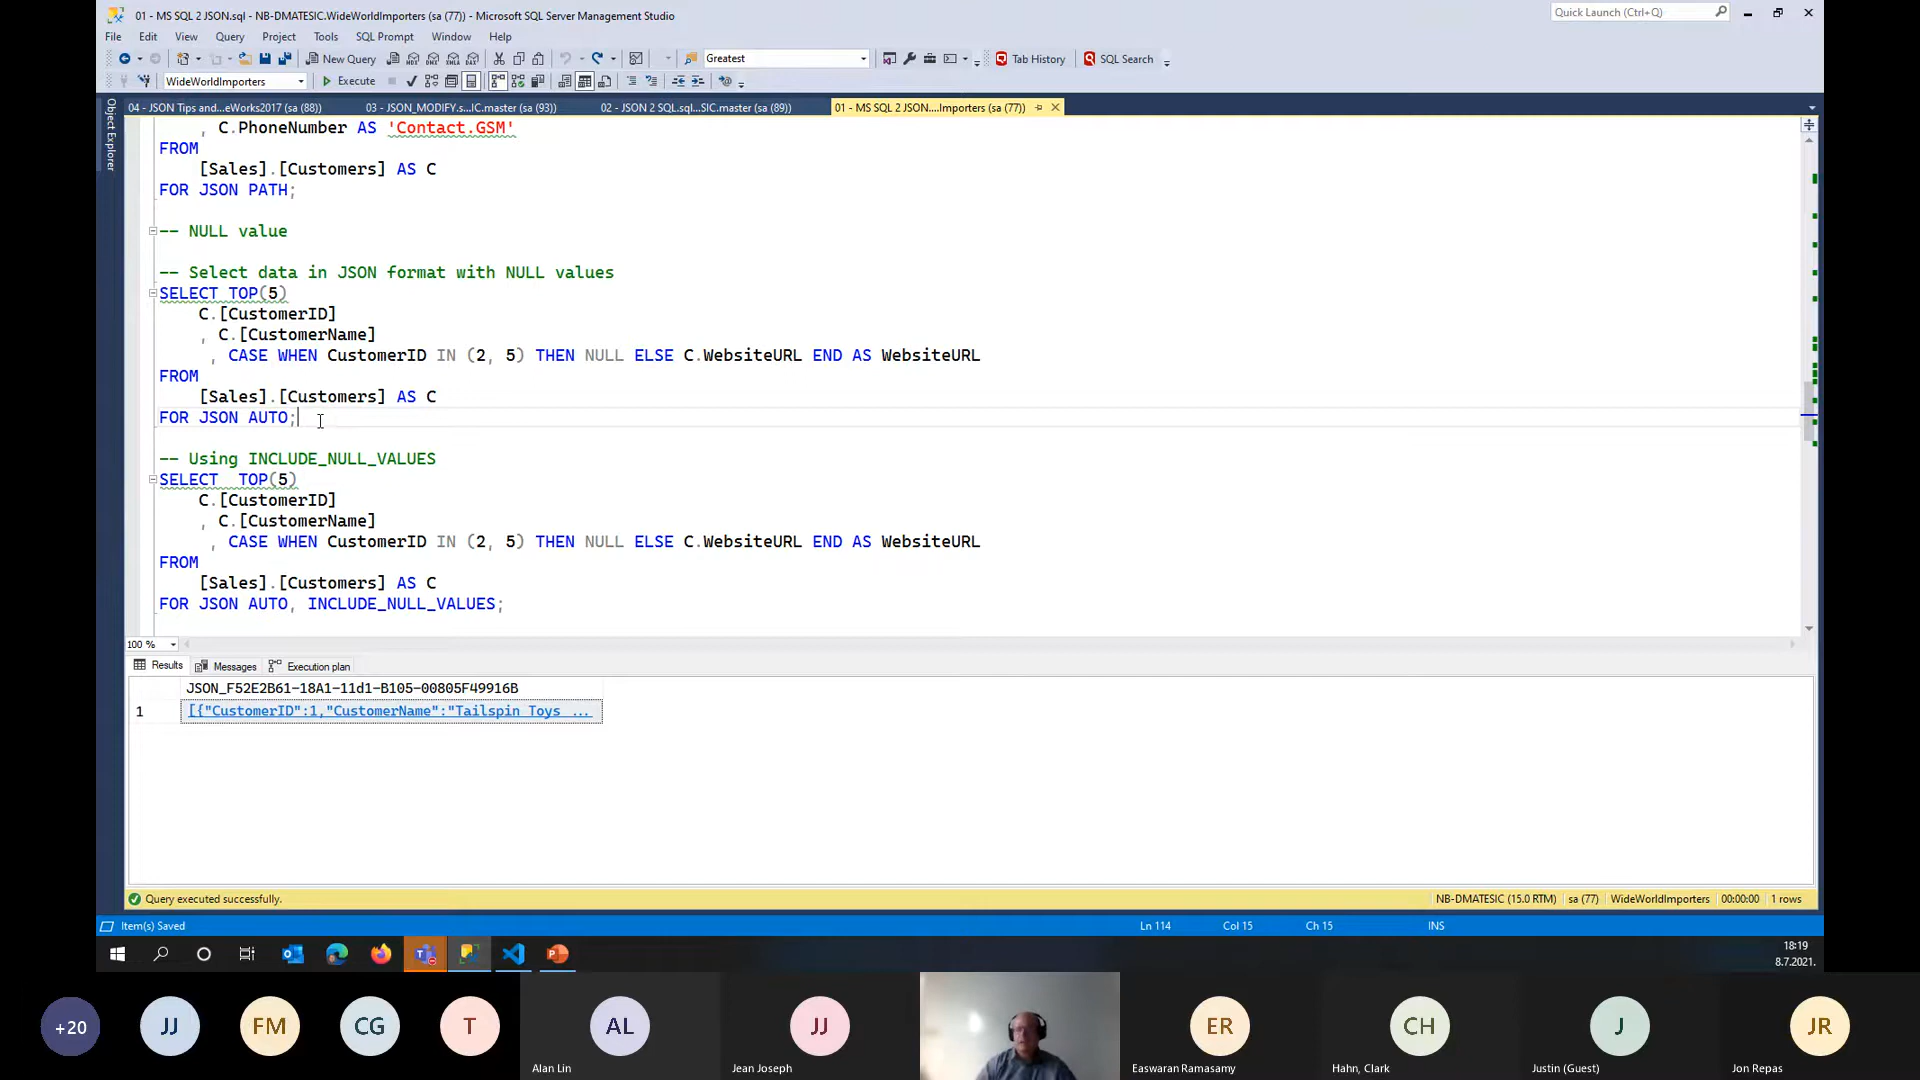 01 - MS SQL 2 JSON.sql - NB-DMATESIC.WideWorldImporters (sa (77)) - Microsoft SQL Server Management Studio
Quick Launch (Ctrl+Q)
File Edit View Query Project Tools SQL Prompt Window Help
New Query
Greatest
Tab History
SQL Search
WideWorldImporters
Execute
Object Explorer
04 - JSON Tips and...eWorks2017 (sa (88))
03 - JSON_MODIFY.s...IC.master (sa (93))
02 - JSON 2 SQL.sql...SIC.master (sa (89))
01 - MS SQL 2 JSON....Importers (sa (77))
, C.PhoneNumber AS 'Contact.GSM'
FROM
[Sales].[Customers] AS C
FOR JSON PATH;
-- NULL value
-- Select data in JSON format with NULL values
SELECT TOP(5)
C.[CustomerID]
, C.[CustomerName]
, CASE WHEN CustomerID IN (2, 5) THEN NULL ELSE C.WebsiteURL END AS WebsiteURL
FROM
[Sales].[Customers] AS C
FOR JSON AUTO;
-- Using INCLUDE_NULL_VALUES
SELECT  TOP(5)
C.[CustomerID]
, C.[CustomerName]
, CASE WHEN CustomerID IN (2, 5) THEN NULL ELSE C.WebsiteURL END AS WebsiteURL
FROM
[Sales].[Customers] AS C
FOR JSON AUTO, INCLUDE_NULL_VALUES;
100 %
Results Messages Execution plan
JSON_F52E2B61-18A1-11d1-B105-00805F49916B
1 [{"CustomerID":1,"CustomerName":"Tailspin Toys ...
Query executed successfully.
NB-DMATESIC (15.0 RTM) sa (77) WideWorldImporters 00:00:00 1 rows
Item(s) Saved
Ln 114 Col 15 Ch 15 INS
18:19
8.7.2021.
+20 JJ FM CG T AL JJ ER CH J JR
Alan Lin Jean Joseph Easwaran Ramasamy Hahn, Clark Justin (Guest) Jon Repas